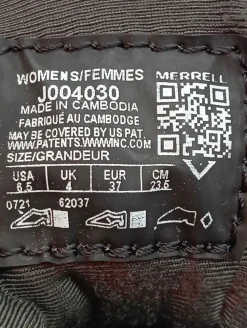 WOMENS/FEMMES MERRELL
J004030
MADE IN CAMBODIA
FABRIQUÉ AU CAMBODGE
MAY BE COVERED BY US PAT.
WWW.PATENTS.WWWINC.COM
SIZE/GRANDEUR
USA UK EUR CM
6.5 4 37 23.5
0721 62037